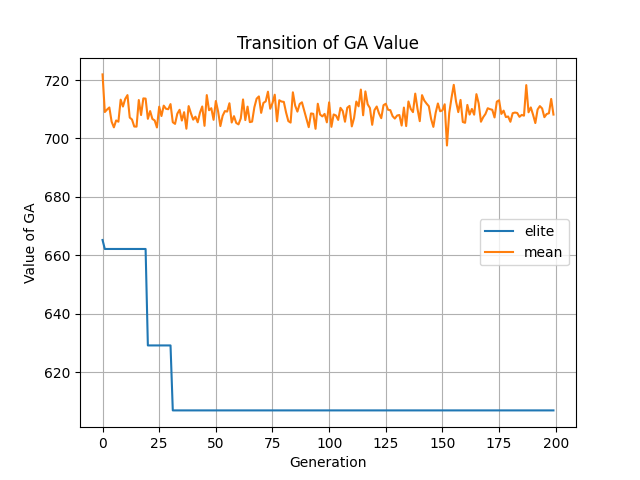 Transition of GA Value
Value of GA
720
700
680
660
640
620
elite
mean
0 25 50 75 100 125 150 175 200
Generation